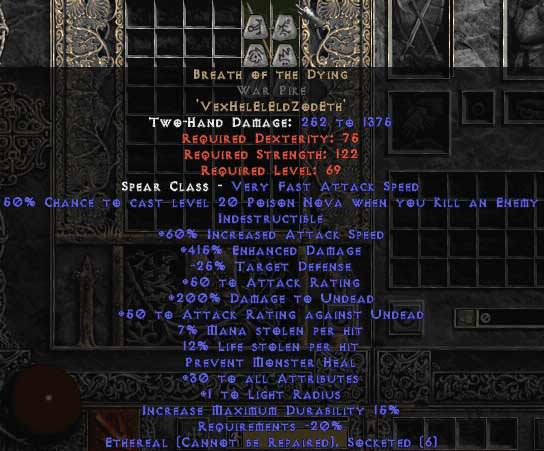 Breath of the Dying
War Pike
'VexHelElEldZodEth'
Two-Hand Damage: 252 to 1375
Required Dexterity: 75
Required Strength: 122
Required Level: 69
Spear Class - Very Fast Attack Speed
50% Chance to cast level 20 Poison Nova when you Kill an Enemy
Indestructible
+60% Increased Attack Speed
+415% Enhanced Damage
-25% Target Defense
+50 to Attack Rating
+200% Damage to Undead
+50 to Attack Rating against Undead
7% Mana stolen per hit
12% Life stolen per hit
Prevent Monster Heal
+30 to all Attributes
+1 to Light Radius
Increase Maximum Durability 15%
Requirements -20%
Ethereal (Cannot be Repaired), Socketed (6)